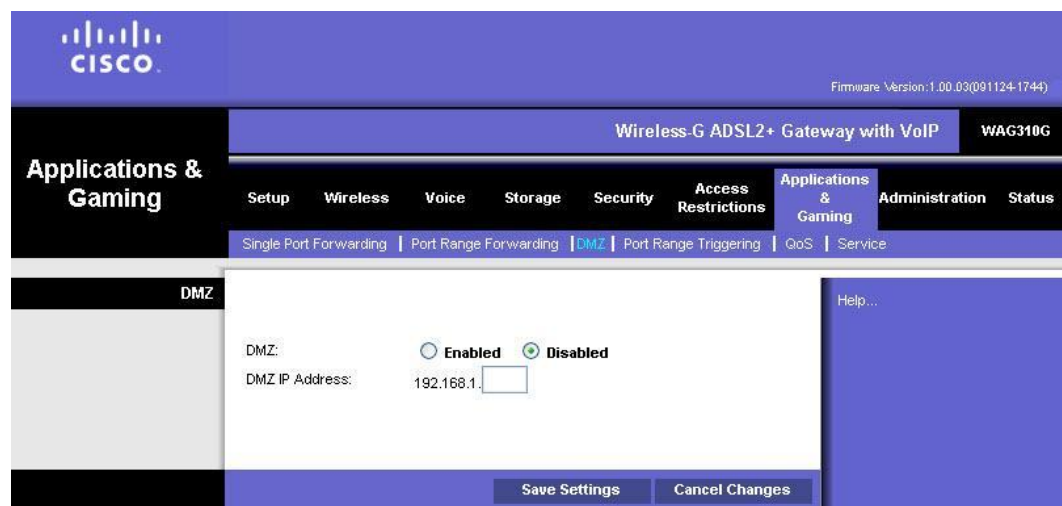 CISCO.
Firmware Version:1.00.03(091124-1744)
Wireless-G ADSL2+ Gateway with VoIP WAG310G
Applications &
Gaming
Setup Wireless Voice Storage Security Access Restrictions Applications & Gaming Administration Status
Single Port Forwarding | Port Range Forwarding | DMZ | Port Range Triggering | QoS | Service
DMZ
Help...
DMZ: Enabled Disabled
DMZ IP Address: 192.168.1.
Save Settings Cancel Changes